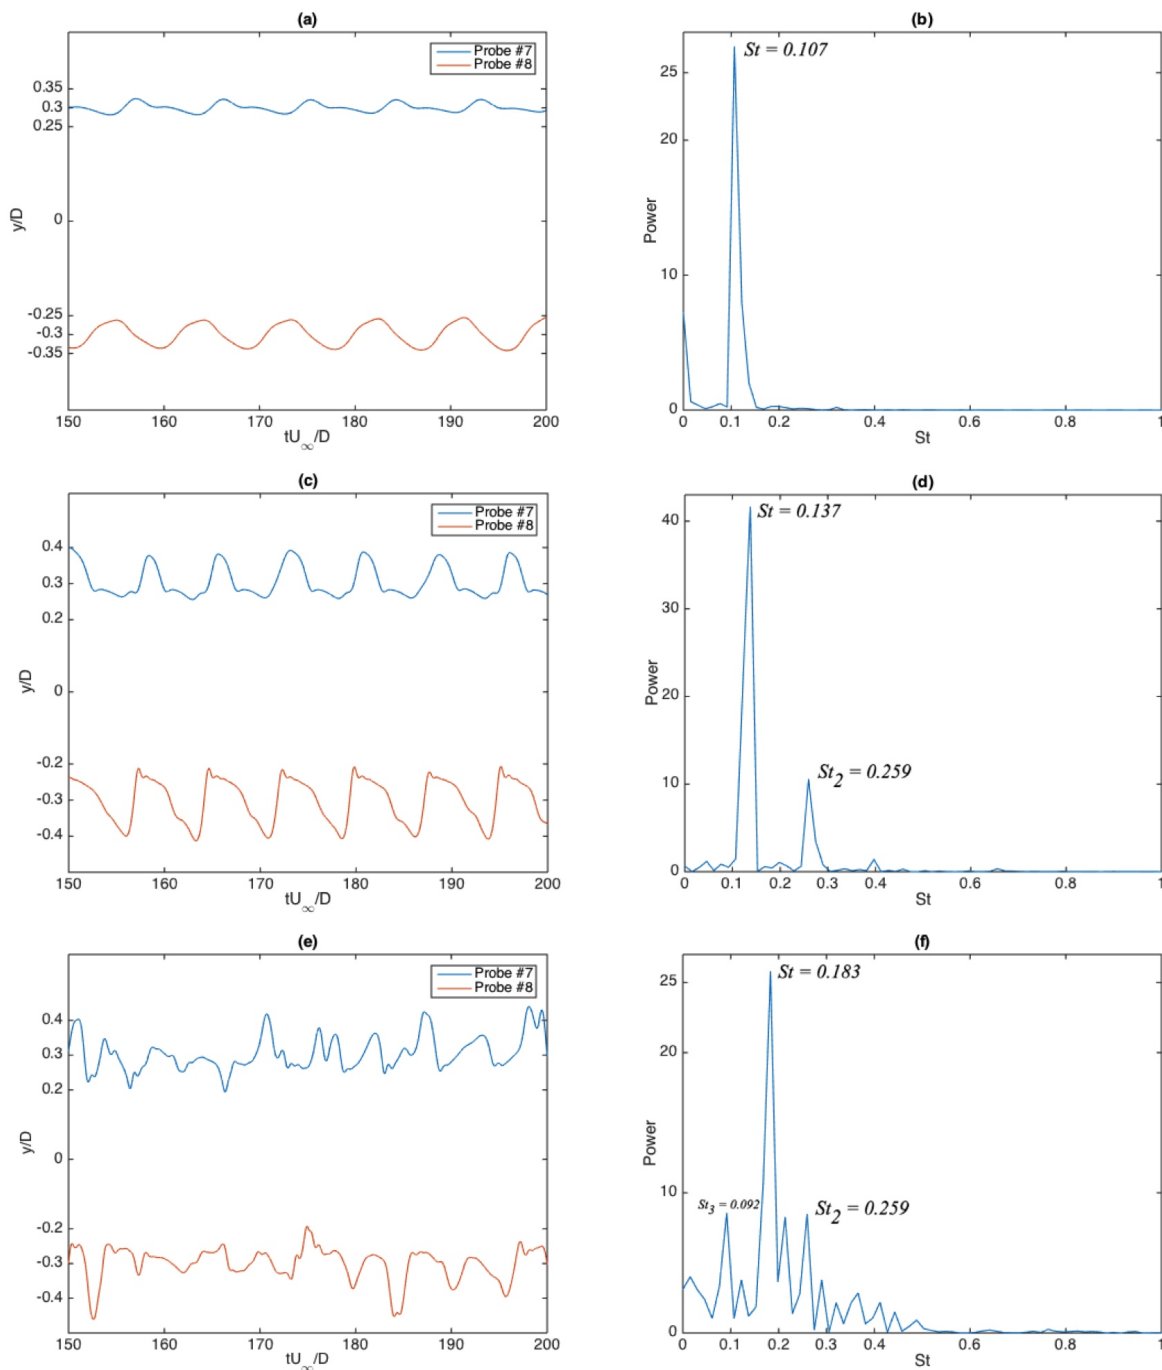 (a)
Probe #7
Probe #8
0.35
0.3
0.25
0
-0.25
-0.3
-0.35
y/D
150 160 170 180 190 200
tU∞/D
(b)
St = 0.107
25
20
10
0
Power
0 0.1 0.2 0.4 0.6 0.8 1
St
(c)
Probe #7
Probe #8
0.4
0.3
0.2
0
-0.2
-0.3
-0.4
y/D
150 160 170 180 190 200
tU∞/D
(d)
St = 0.137
St2 = 0.259
40
30
20
10
0
Power
0 0.1 0.2 0.3 0.4 0.6 0.8 1
St
(e)
Probe #7
Probe #8
0.4
0.3
0.2
0
-0.2
-0.3
-0.4
y/D
150 160 170 180 190 200
tU∞/D
(f)
St = 0.183
St3 = 0.092
St2 = 0.259
25
20
10
0
Power
0 0.1 0.2 0.3 0.4 0.6 0.8 1
St